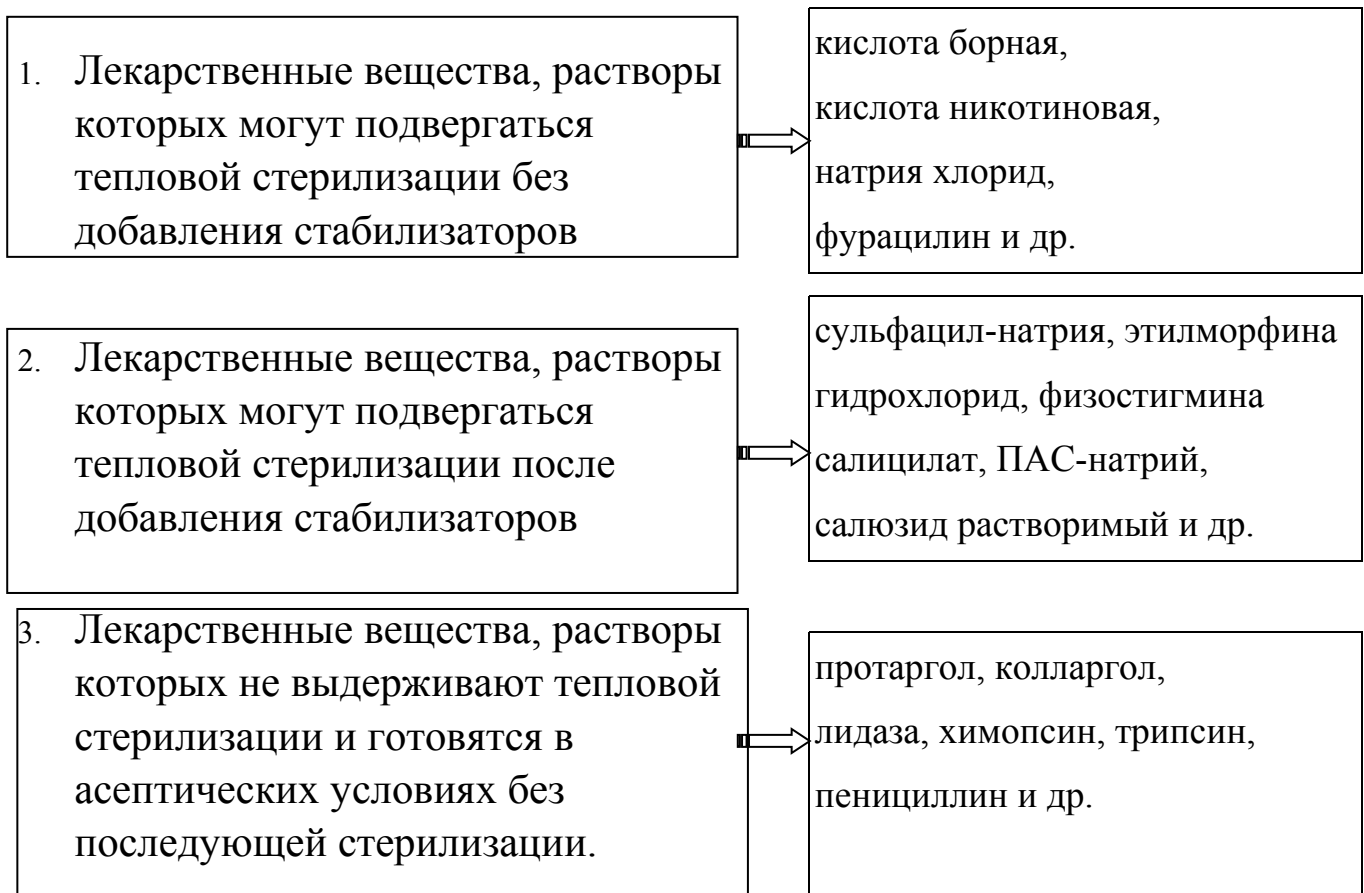 1. Лекарственные вещества, растворы
которых могут подвергаться
тепловой стерилизации без
добавления стабилизаторов
кислота борная,
кислота никотиновая,
натрия хлорид,
фурацилин и др.
2. Лекарственные вещества, растворы
которых могут подвергаться
тепловой стерилизации после
добавления стабилизаторов
сульфацил-натрия, этилморфина
гидрохлорид, физостигмина
салицилат, ПАС-натрий,
салюзид растворимый и др.
3. Лекарственные вещества, растворы
которых не выдерживают тепловой
стерилизации и готовятся в
асептических условиях без
последующей стерилизации.
протаргол, колларгол,
лидаза, химопсин, трипсин,
пенициллин и др.